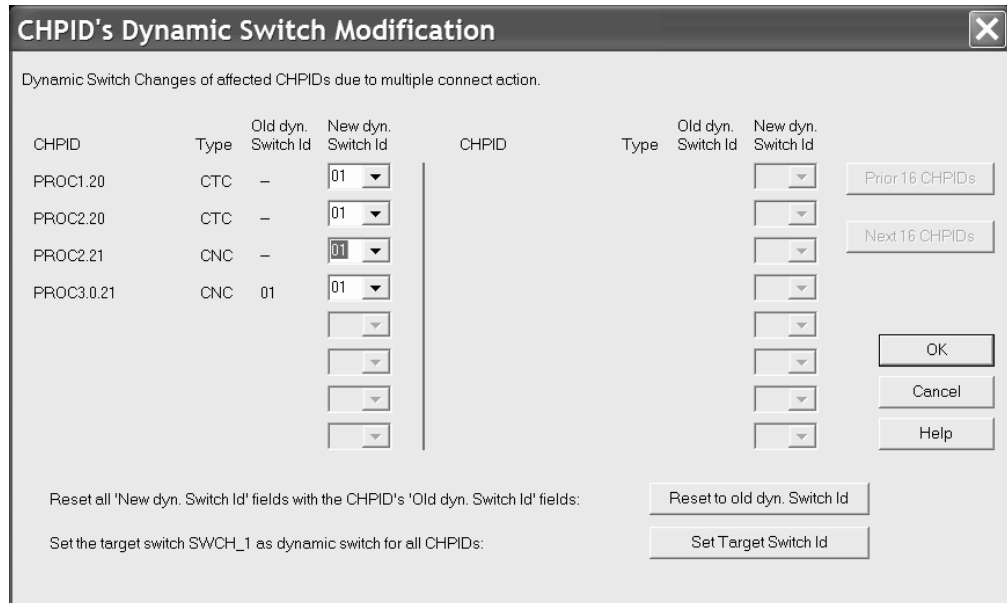 CHPID's Dynamic Switch Modification
Dynamic Switch Changes of affected CHPIDs due to multiple connect action.
CHPID Type Old dyn. Switch Id New dyn. Switch Id CHPID Type Old dyn. Switch Id New dyn. Switch Id
PROC1.20 CTC – 01
PROC2.20 CTC – 01
PROC2.21 CNC – 01
PROC3.0.21 CNC 01 01
Prior 16 CHPIDs
Next 16 CHPIDs
OK
Cancel
Help
Reset all 'New dyn. Switch Id' fields with the CHPID's 'Old dyn. Switch Id' fields: Reset to old dyn. Switch Id
Set the target switch SWCH_1 as dynamic switch for all CHPIDs: Set Target Switch Id